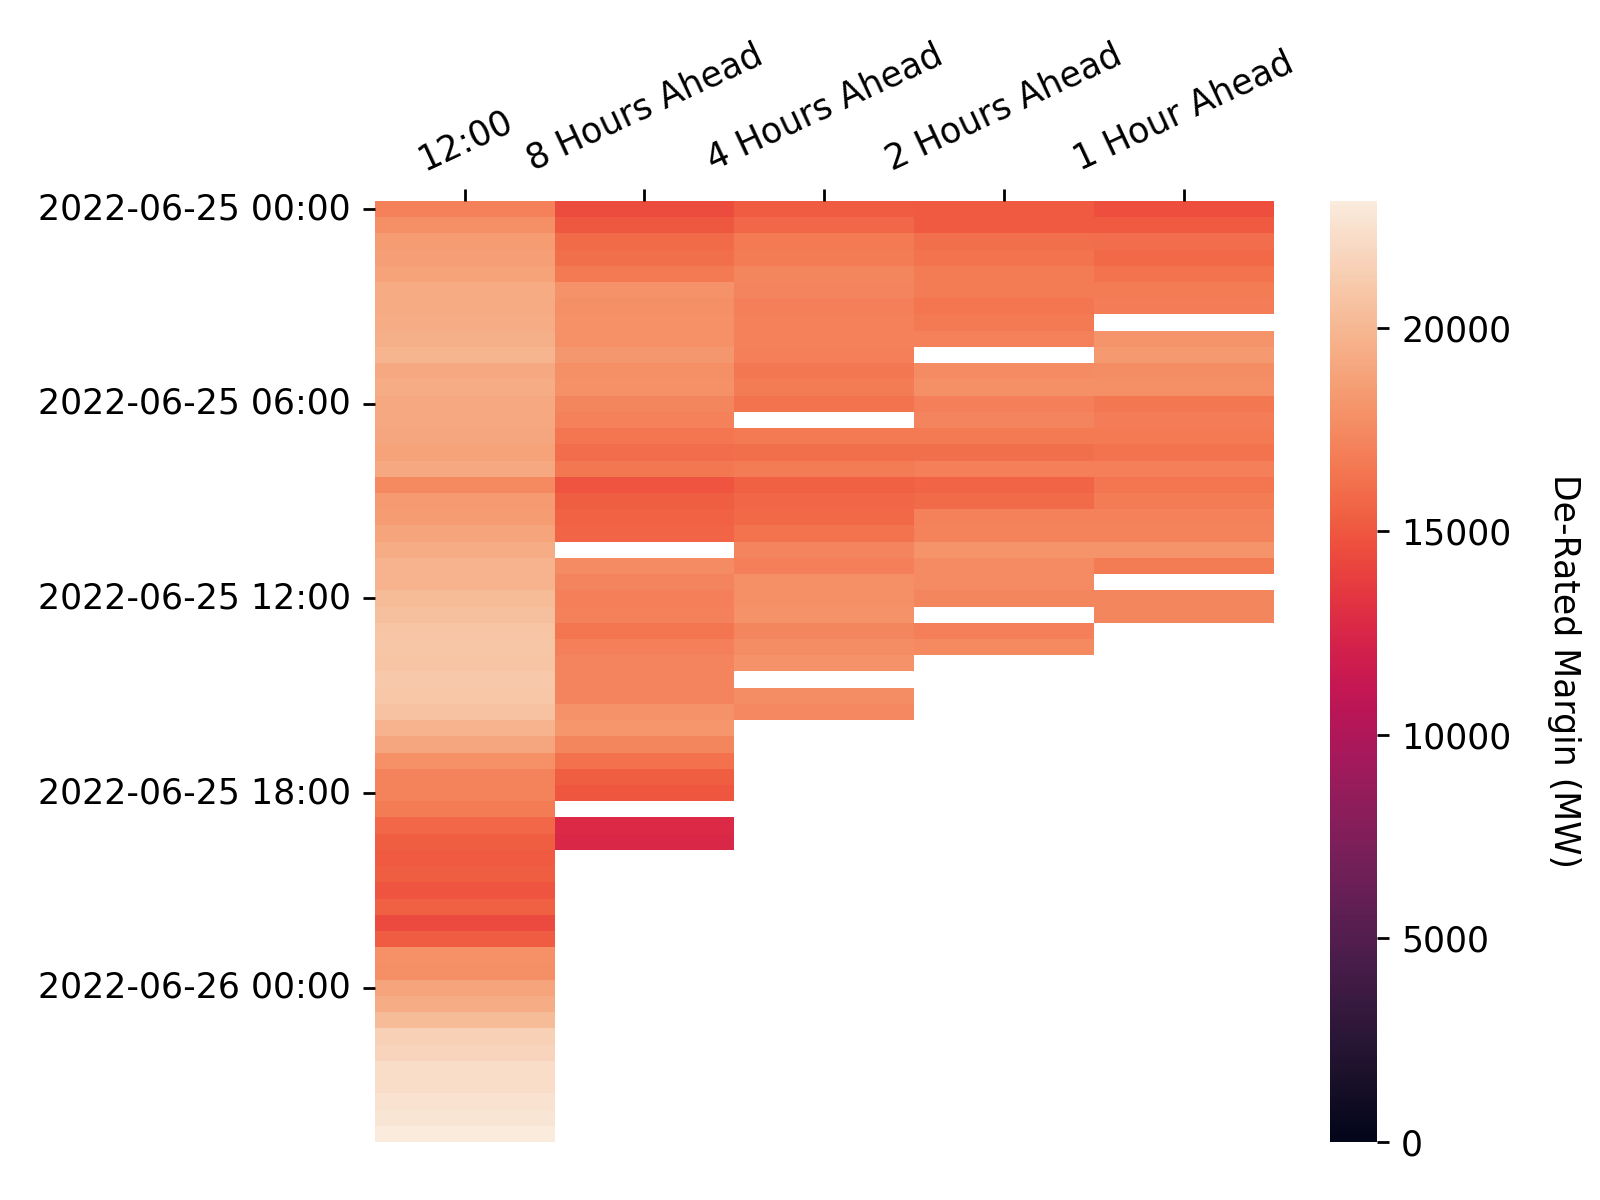 12:00
8 Hours Ahead
4 Hours Ahead
2 Hours Ahead
1 Hour Ahead
2022-06-25 00:00
2022-06-25 06:00
2022-06-25 12:00
2022-06-25 18:00
2022-06-26 00:00
20000
15000
10000
5000
0
De-Rated Margin (MW)